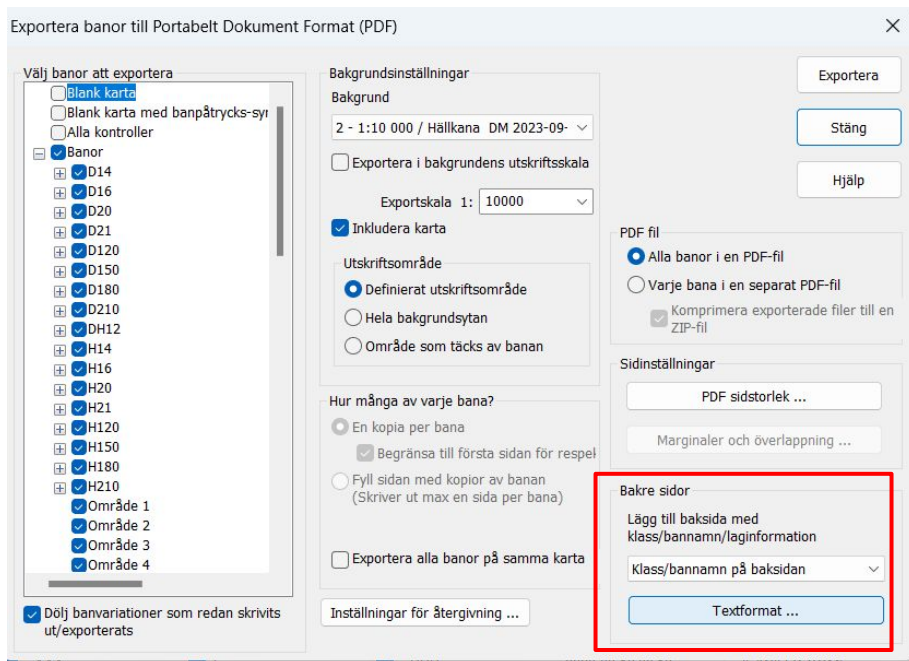 Exportera banor till Portabelt Dokument Format (PDF)
Välj banor att exportera
Blank karta
Blank karta med banpåtrycks-syr
Alla kontroller
Banor
D14
D16
D20
D21
D120
D150
D180
D210
DH12
H14
H16
H20
H21
H120
H150
H180
H210
Område 1
Område 2
Område 3
Område 4
Dölj banvariationer som redan skrivits
ut/exporterats
Bakgrundsinställningar
Bakgrund
2 - 1:10 000 / Hällkana DM 2023-09-
Exportera i bakgrundens utskriftsskala
Exportskala 1: 10000
Inkludera karta
Utskriftsområde
Definierat utskriftsområde
Hela bakgrundsytan
Område som täcks av banan
Hur många av varje bana?
En kopia per bana
Begränsa till första sidan för respek
Fyll sidan med kopior av banan
(Skriver ut max en sida per bana)
Exportera alla banor på samma karta
Inställningar för återgivning ...
Exportera
Stäng
Hjälp
PDF fil
Alla banor i en PDF-fil
Varje bana i en separat PDF-fil
Komprimera exporterade filer till en
ZIP-fil
Sidinställningar
PDF sidstorlek ...
Marginaler och överlappning ...
Bakre sidor
Lägg till baksida med
klass/bannamn/laginformation
Klass/bannamn på baksidan
Textformat ...